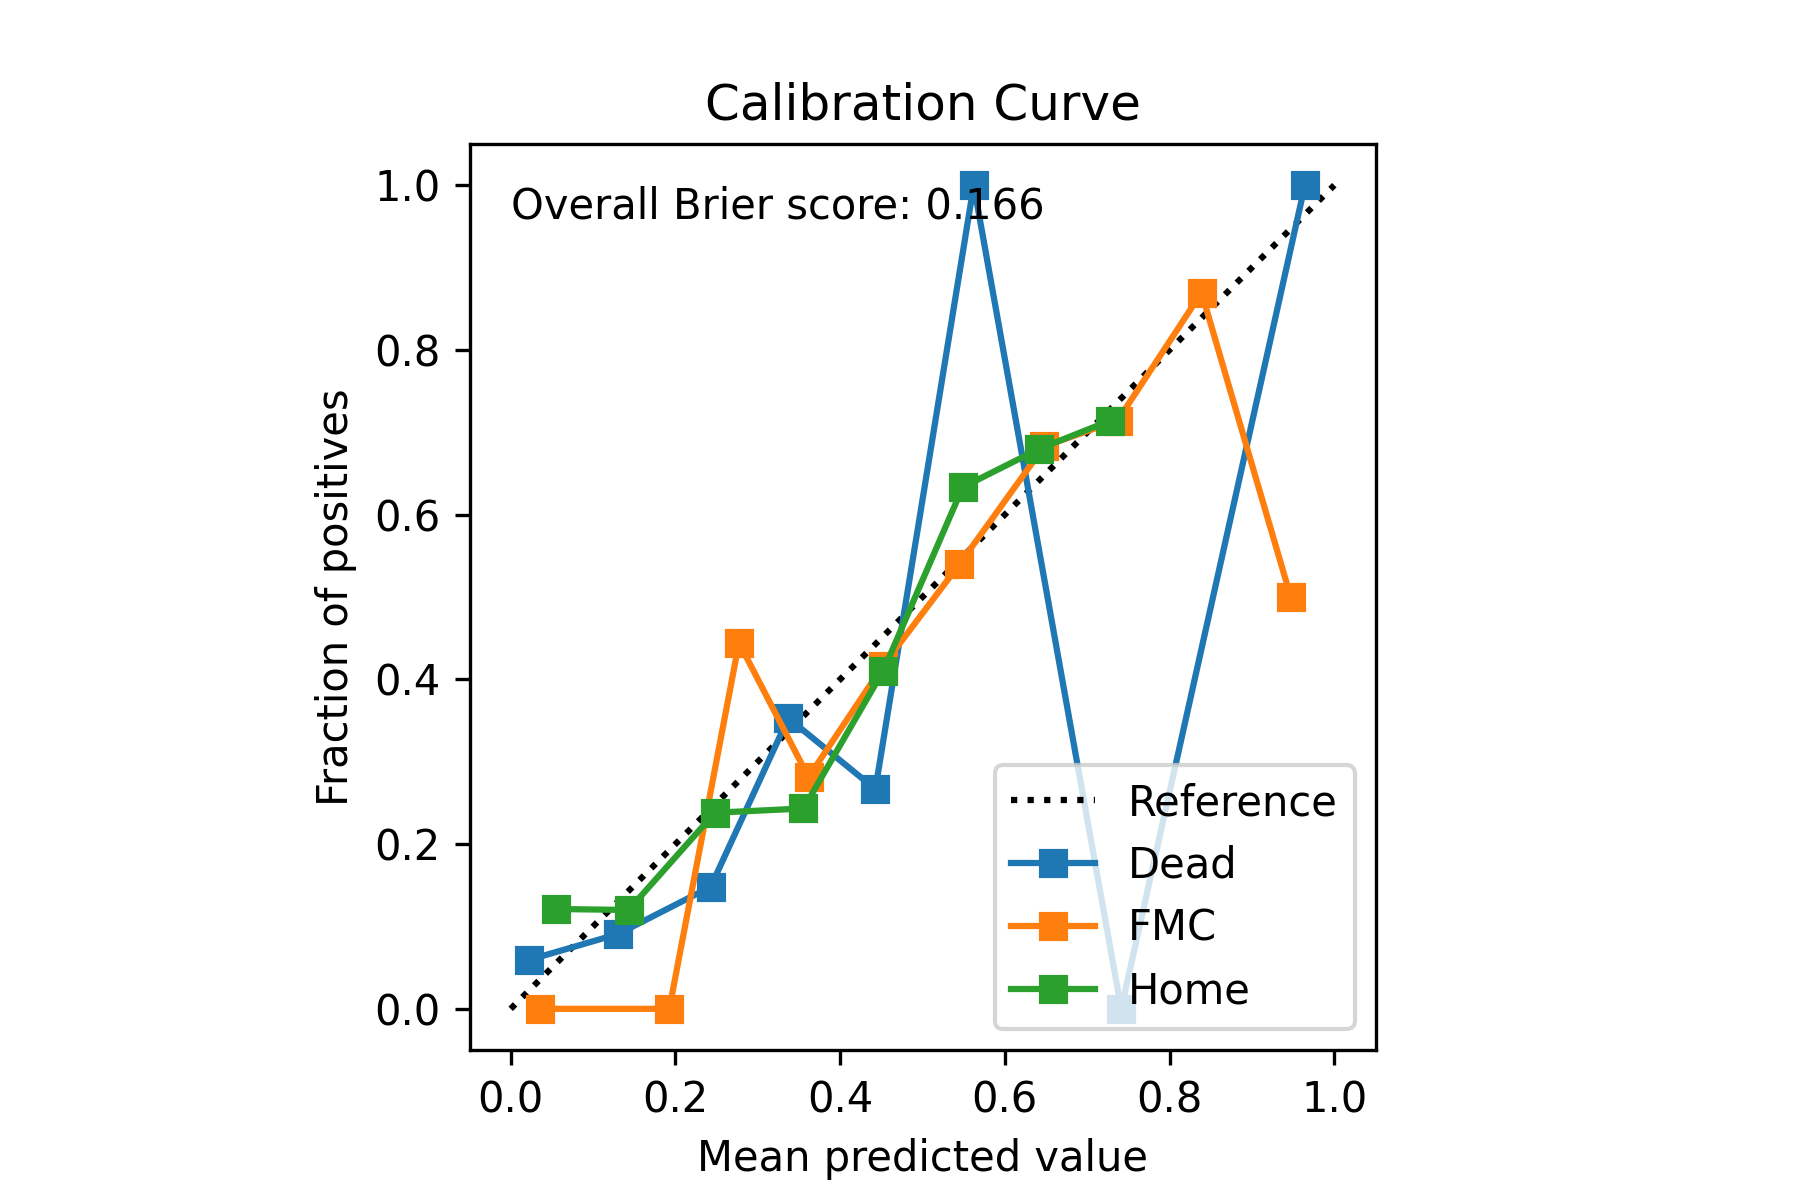 Calibration Curve
Overall Brier score: 0.166
1.0
0.8
0.6
0.4
0.2
0.0
Fraction of positives
Reference
Dead
FMC
Home
0.0 0.2 0.4 0.6 0.8 1.0
Mean predicted value